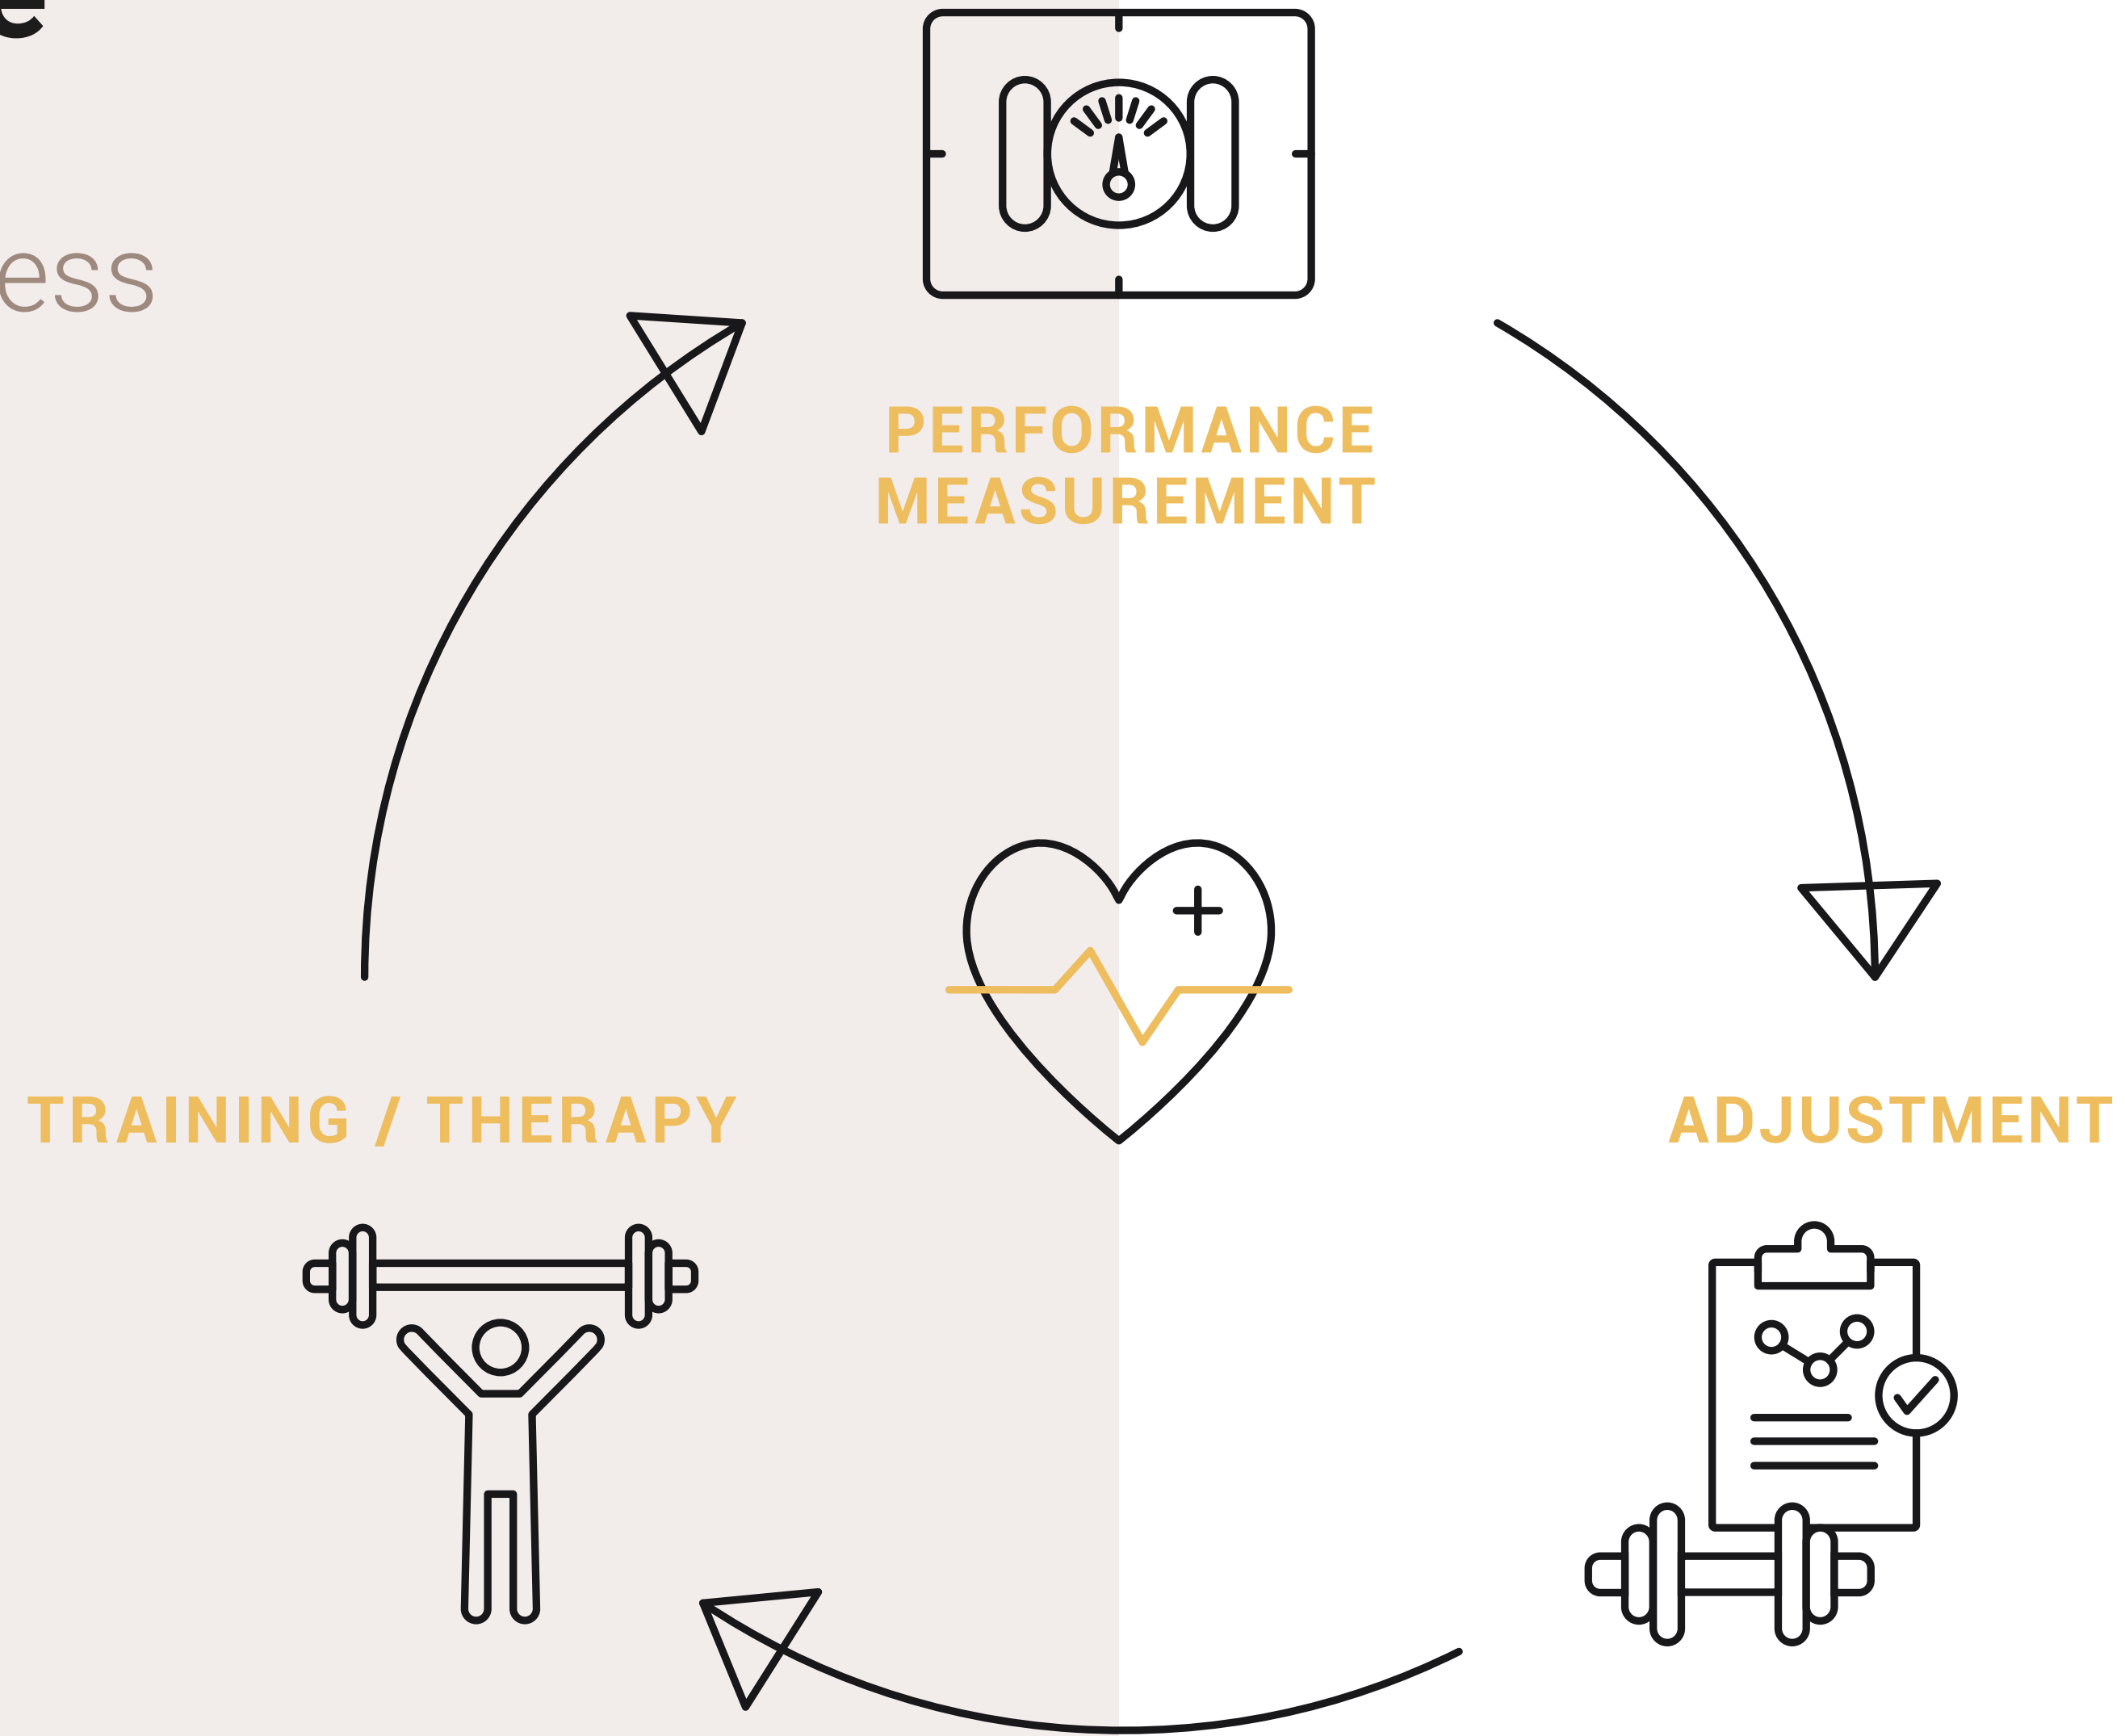 ess
PERFORMANCE
MEASUREMENT
TRAINING / THERAPY
ADJUSTMENT